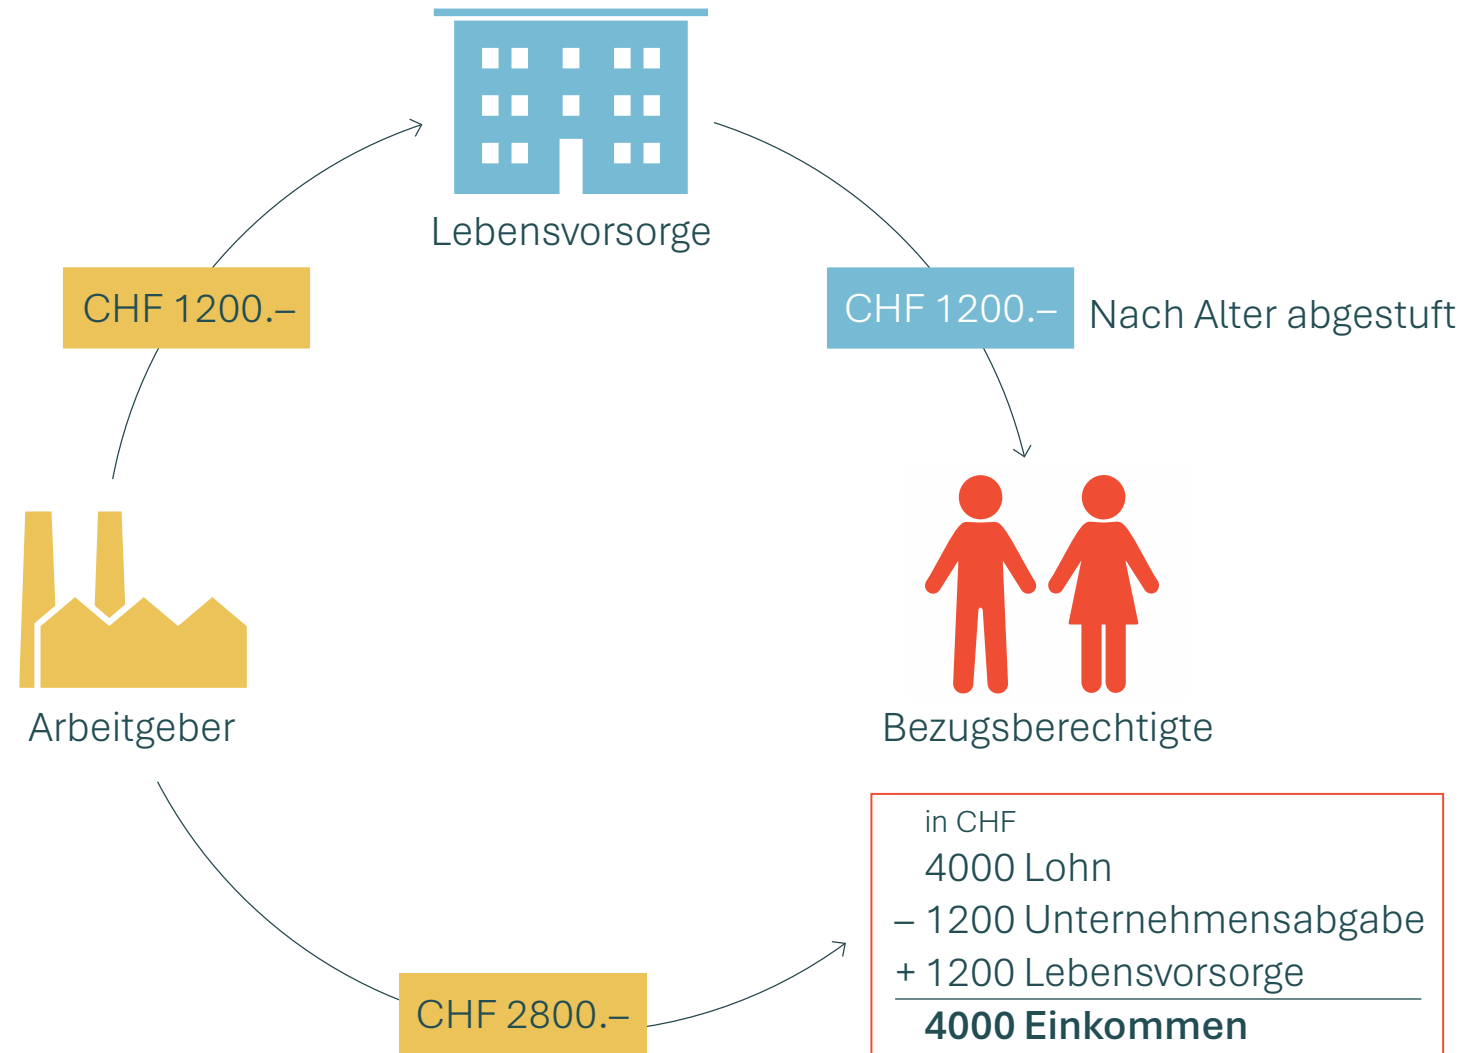 Lebensvorsorge
CHF 1200.–
CHF 1200.–
Nach Alter abgestuft
Arbeitgeber
Bezugsberechtigte
in CHF
4000 Lohn
– 1200 Unternehmensabgabe
+ 1200 Lebensvorsorge
4000 Einkommen
CHF 2800.–